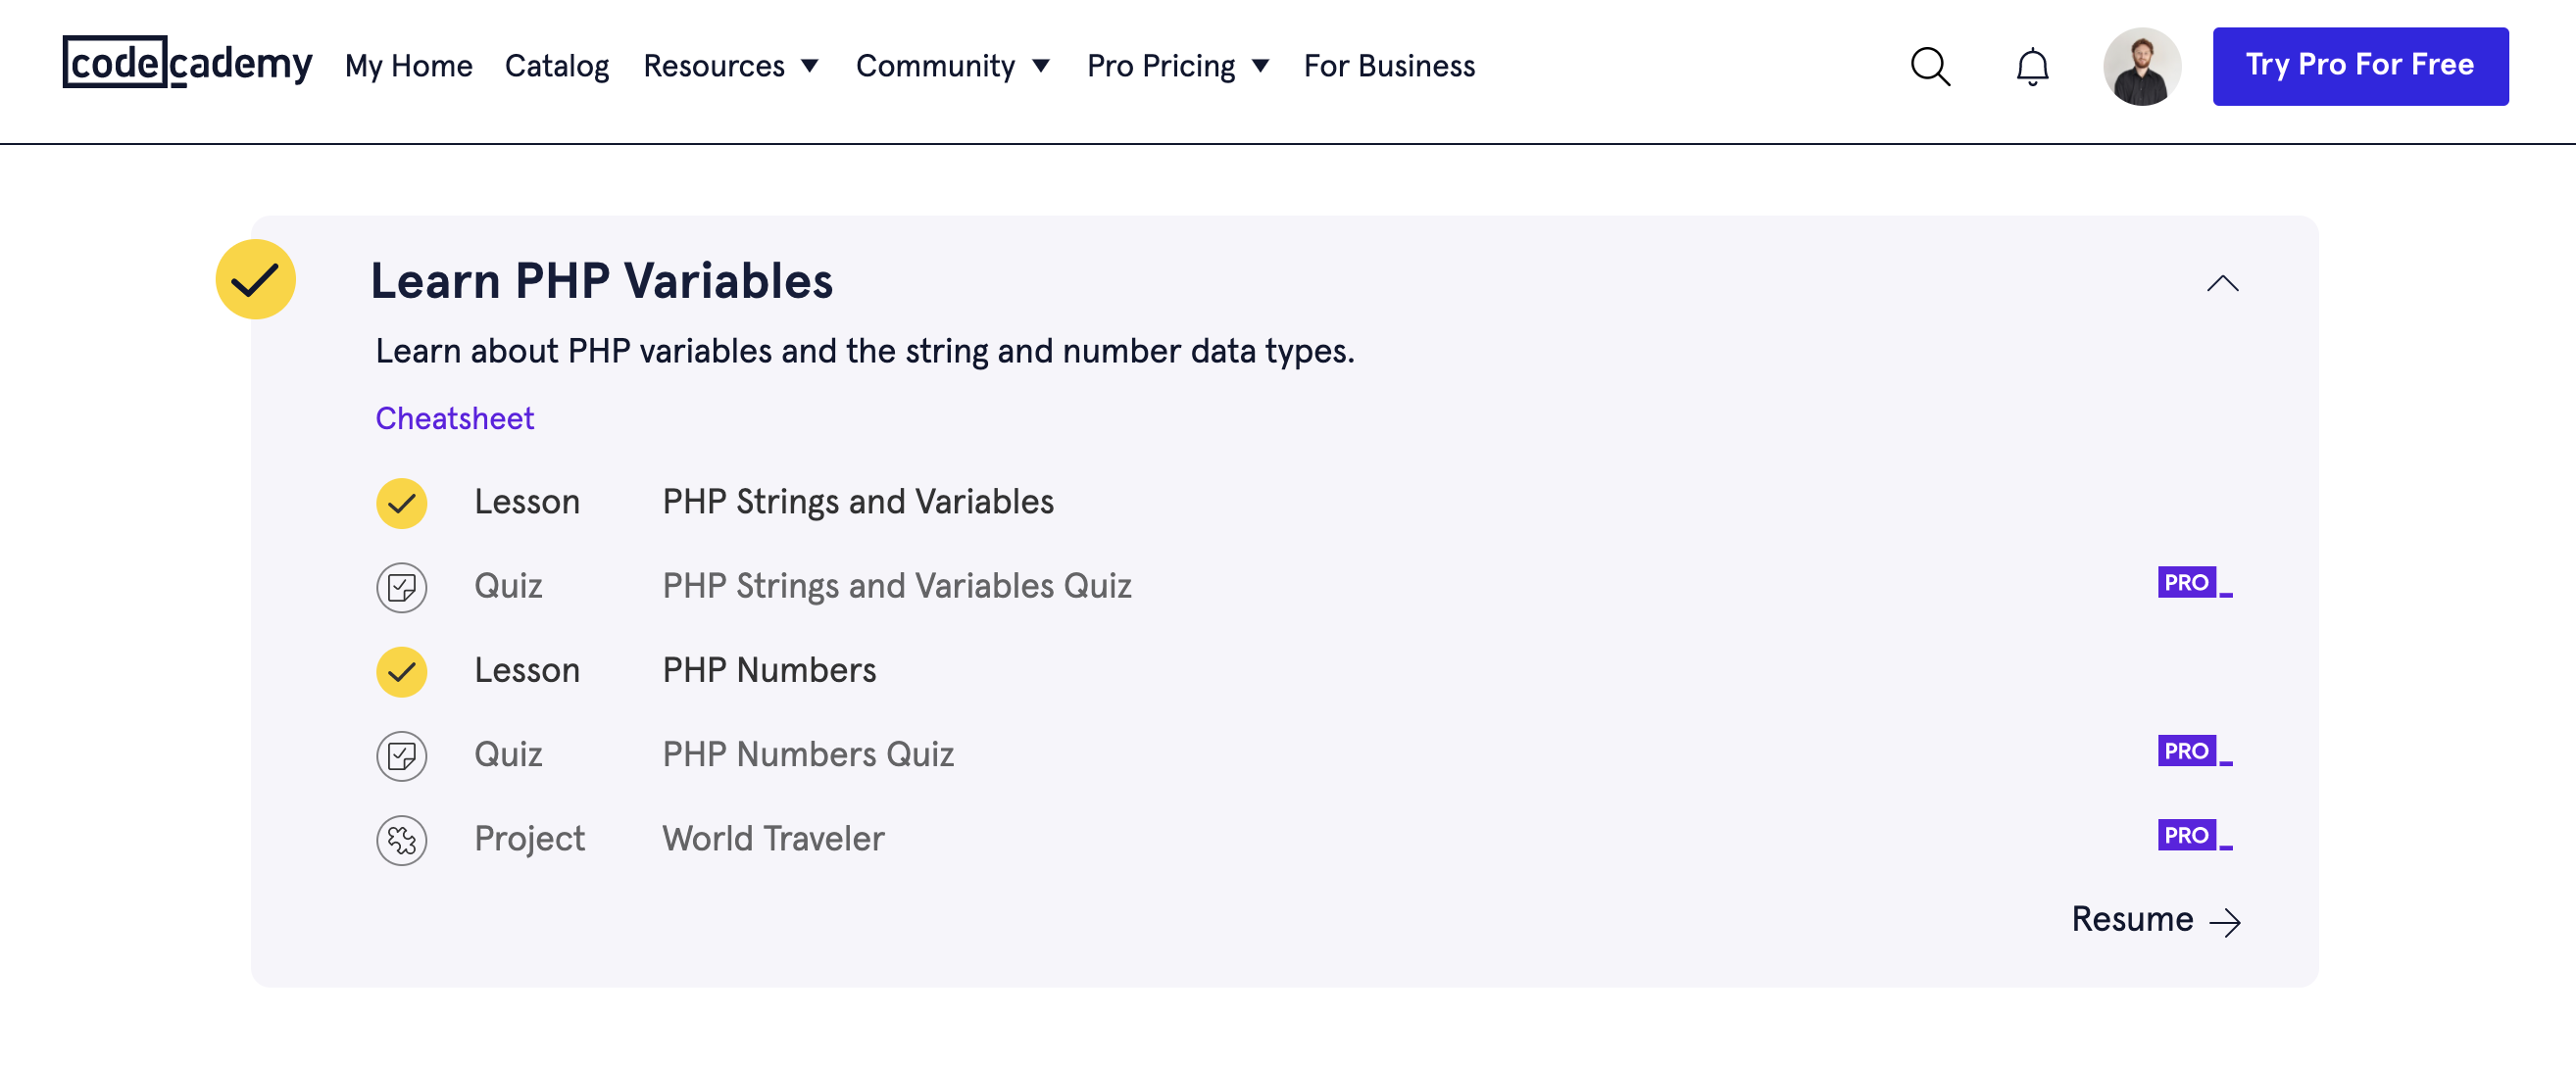 codecademy My Home Catalog Resources Community Pro Pricing For Business Try Pro For Free
Learn PHP Variables
Learn about PHP variables and the string and number data types.
Cheatsheet
Lesson PHP Strings and Variables
Quiz PHP Strings and Variables Quiz PRO
Lesson PHP Numbers
Quiz PHP Numbers Quiz PRO
Project World Traveler PRO
Resume